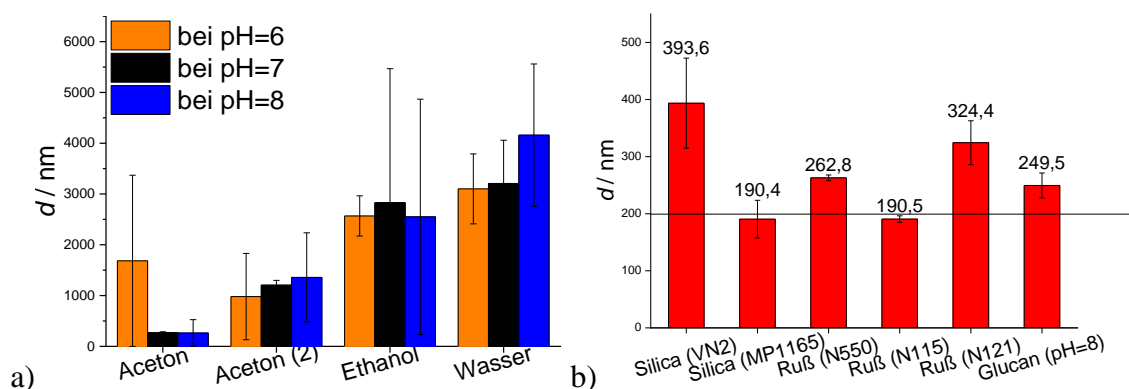 bei pH=6
bei pH=7
bei pH=8
d / nm
6000
5000
4000
3000
2000
1000
0
Aceton
Aceton (2)
Ethanol
Wasser
a)
d / nm
500
400
300
200
100
0
393,6
190,4
262,8
190,5
324,4
249,5
Silica (VN2)
Silica (MP1165)
Ruß (N550)
Ruß (N115)
Ruß (N121)
Glucan (pH=8)
b)